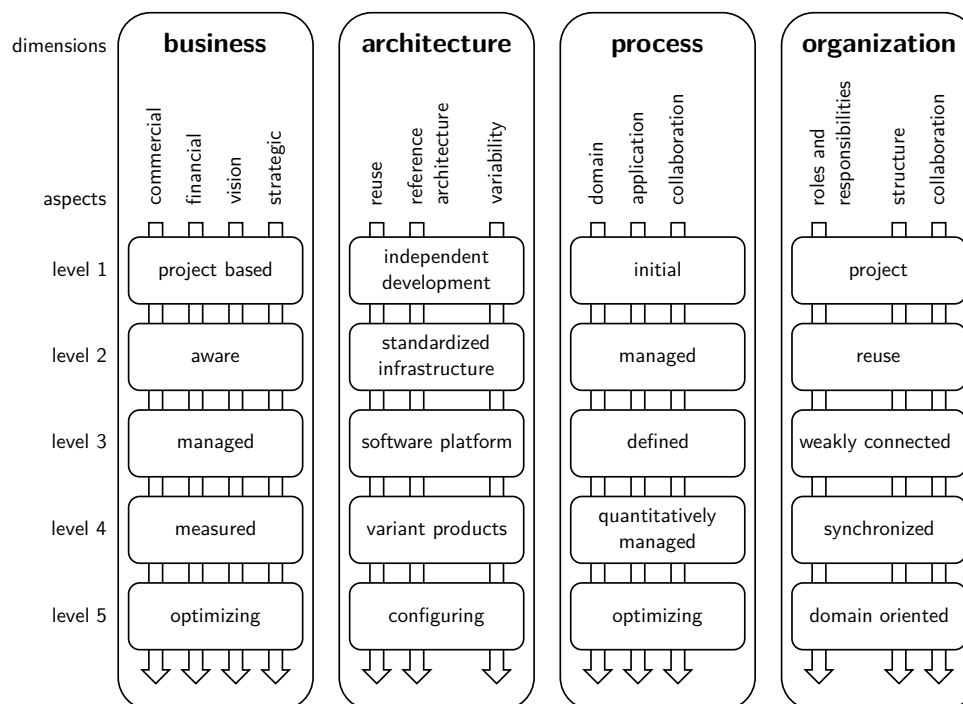 dimensions business architecture process organization
aspects commercial financial vision strategic reuse reference
architecture variability domain application collaboration roles and
responsibilities structure collaboration
level 1 project based independent
development initial project
level 2 aware standardized
infrastructure managed reuse
level 3 managed software platform defined weakly connected
level 4 measured variant products quantitatively
managed synchronized
level 5 optimizing configuring optimizing domain oriented